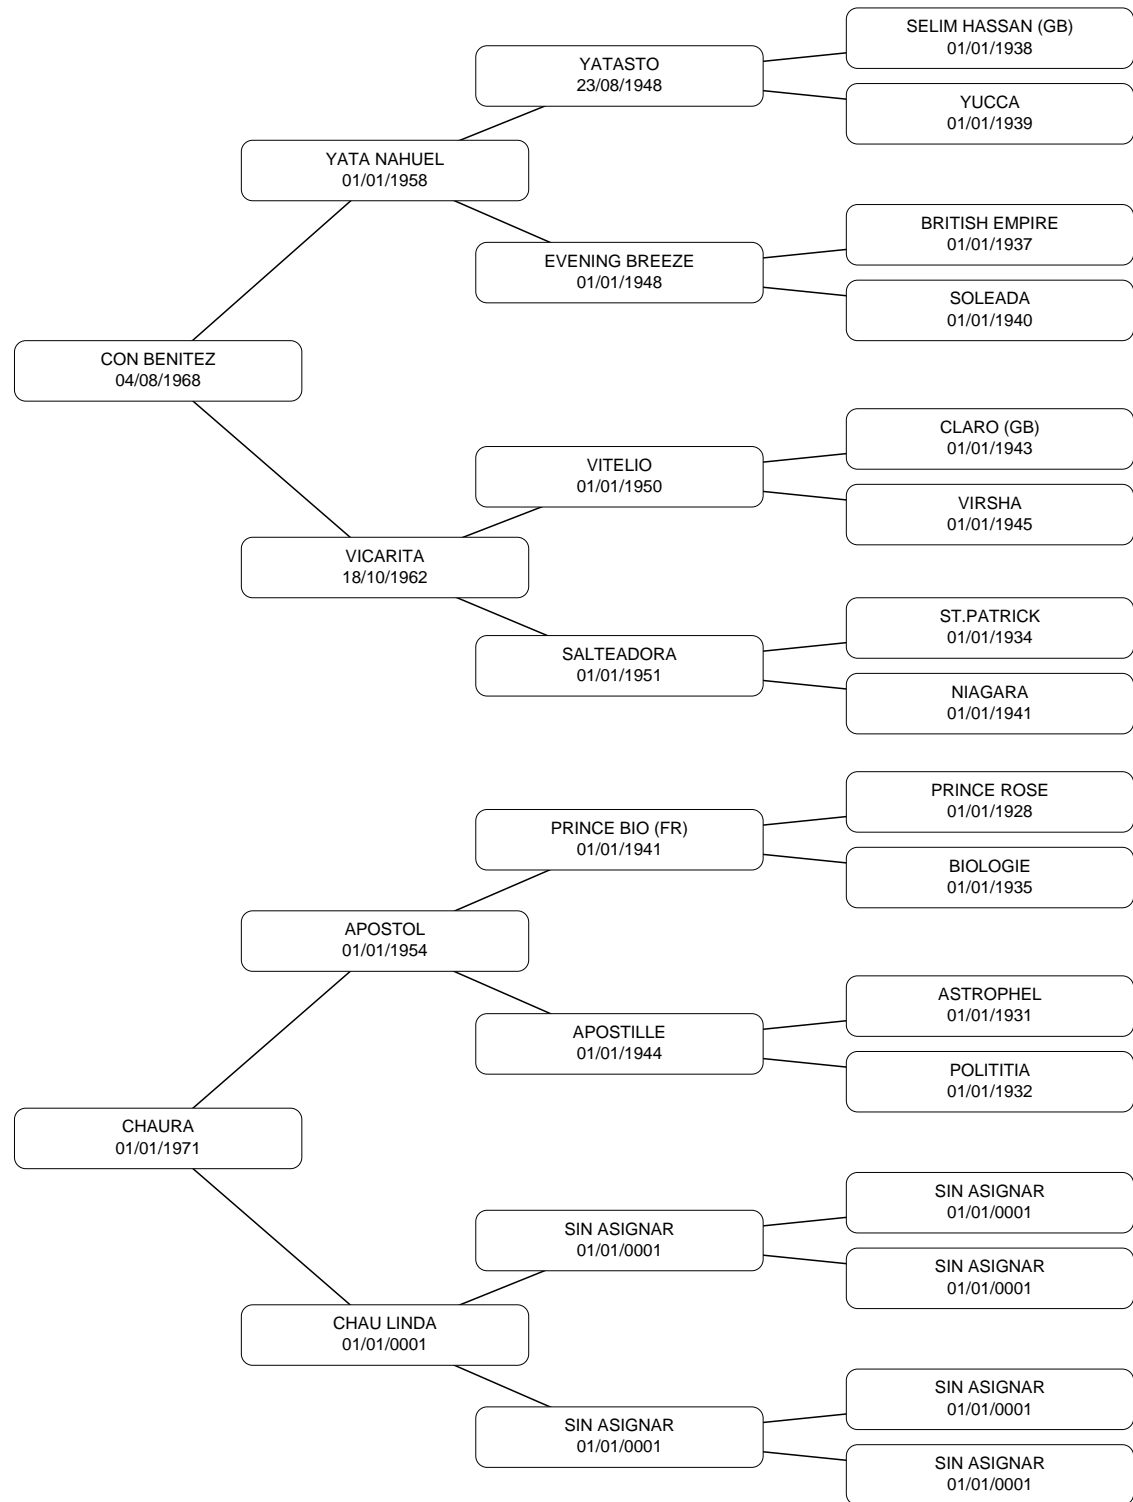 SELIM HASSAN (GB)
01/01/1938
YATASTO
23/08/1948
YUCCA
01/01/1939
YATA NAHUEL
01/01/1958
BRITISH EMPIRE
01/01/1937
EVENING BREEZE
01/01/1948
SOLEADA
01/01/1940
CON BENITEZ
04/08/1968
CLARO (GB)
01/01/1943
VITELIO
01/01/1950
VIRSHA
01/01/1945
VICARITA
18/10/1962
ST.PATRICK
01/01/1934
SALTEADORA
01/01/1951
NIAGARA
01/01/1941
PRINCE ROSE
01/01/1928
PRINCE BIO (FR)
01/01/1941
BIOLOGIE
01/01/1935
APOSTOL
01/01/1954
ASTROPHEL
01/01/1931
APOSTILLE
01/01/1944
POLITITIA
01/01/1932
CHAURA
01/01/1971
SIN ASIGNAR
01/01/0001
SIN ASIGNAR
01/01/0001
SIN ASIGNAR
01/01/0001
CHAU LINDA
01/01/0001
SIN ASIGNAR
01/01/0001
SIN ASIGNAR
01/01/0001
SIN ASIGNAR
01/01/0001